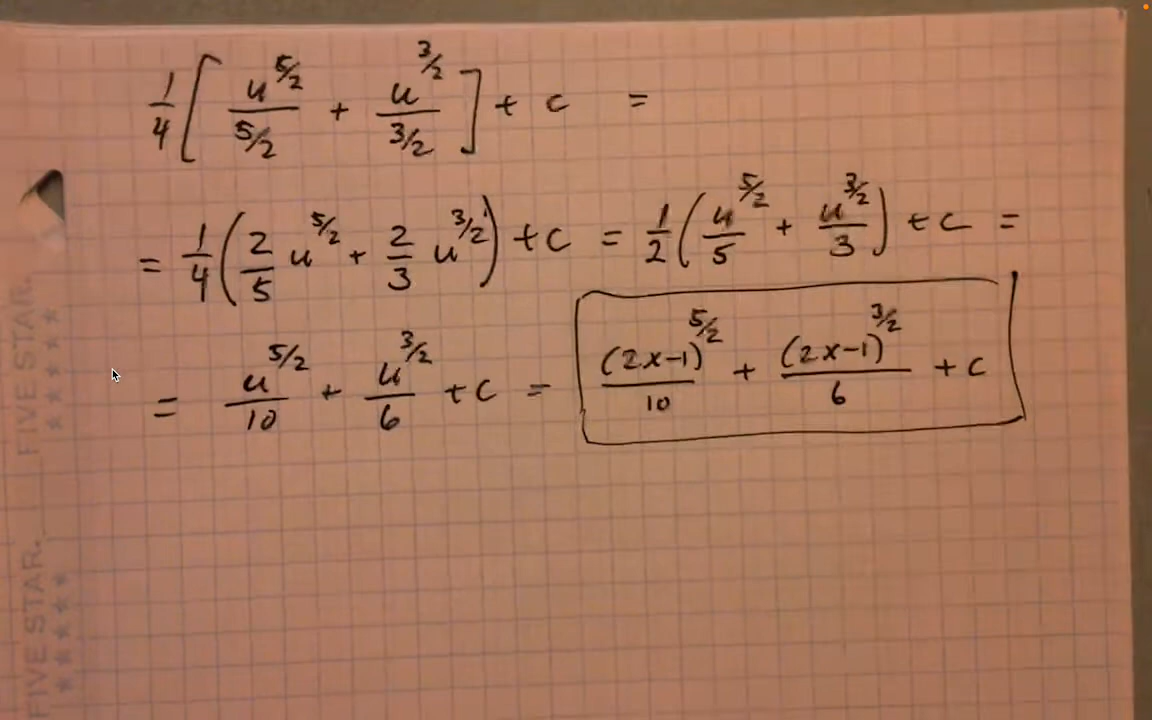 1/4 [ u^5/2 / 5/2 + u^3/2 / 3/2 ] + c =
= 1/4 ( 2/5 u^5/2 + 2/3 u^3/2 ) + c = 1/2 ( u^5/2 / 5 + u^3/2 / 3 ) + c =
= u^5/2 / 10 + u^3/2 / 6 + c = (2x-1)^5/2 / 10 + (2x-1)^3/2 / 6 + c
FIVE STAR.
★★★★★
FIVE STAR.
★★★★★